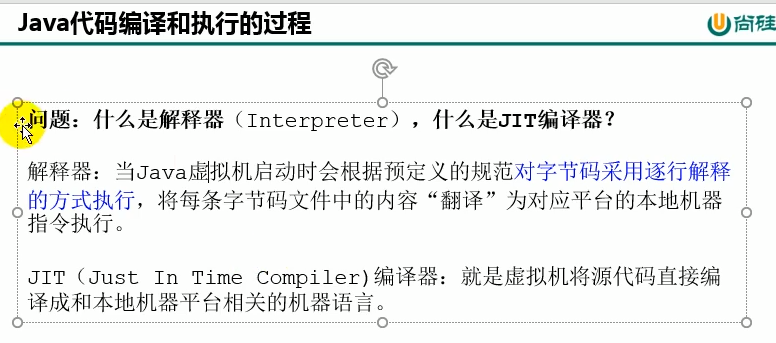 Java代码编译和执行的过程
尚硅
问题：什么是解释器（Interpreter），什么是JIT编译器？
解释器：当Java虚拟机启动时会根据预定义的规范对字节码采用逐行解释
的方式执行，将每条字节码文件中的内容“翻译”为对应平台的本地机器
指令执行。
JIT（Just In Time Compiler)编译器：就是虚拟机将源代码直接编
译成和本地机器平台相关的机器语言。